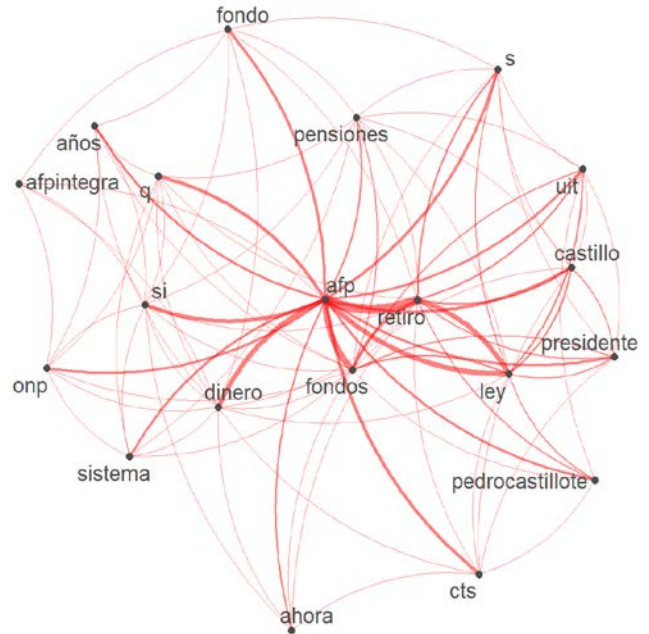 fondo
s
años
pensiones
afpintegra
q
uit
castillo
si
afp
retiro
presidente
onp
dinero
fondos
ley
sistema
pedrocastillote
cts
ahora